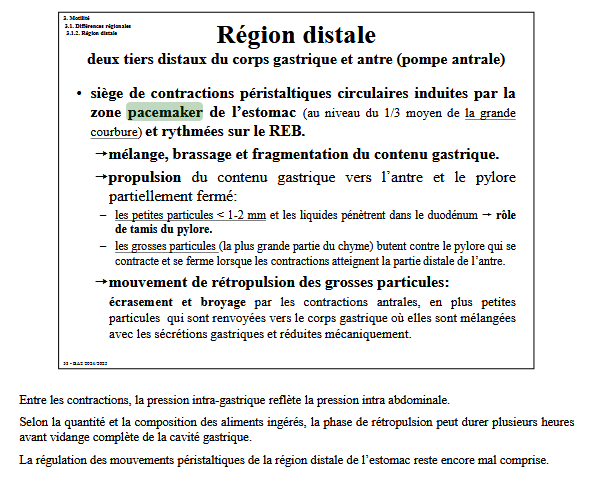 3. Motilité
3.1. Différences régionales
3.1.2. Région distale
Région distale
deux tiers distaux du corps gastrique et antre (pompe antrale)
• siège de contractions péristaltiques circulaires induites par la
zone pacemaker de l’estomac (au niveau du 1/3 moyen de la grande
courbure) et rythmées sur le REB.
→mélange, brassage et fragmentation du contenu gastrique.
→propulsion du contenu gastrique vers l’antre et le pylore
partiellement fermé:
– les petites particules < 1-2 mm et les liquides pénètrent dans le duodénum → rôle
de tamis du pylore.
– les grosses particules (la plus grande partie du chyme) butent contre le pylore qui se
contracte et se ferme lorsque les contractions atteignent la partie distale de l’antre.
→mouvement de rétropulsion des grosses particules:
écrasement et broyage par les contractions antrales, en plus petites
particules qui sont renvoyées vers le corps gastrique où elles sont mélangées
avec les sécrétions gastriques et réduites mécaniquement.
Entre les contractions, la pression intra-gastrique reflète la pression intra abdominale.
Selon la quantité et la composition des aliments ingérés, la phase de rétropulsion peut durer plusieurs heures
avant vidange complète de la cavité gastrique.
La régulation des mouvements péristaltiques de la région distale de l’estomac reste encore mal comprise.